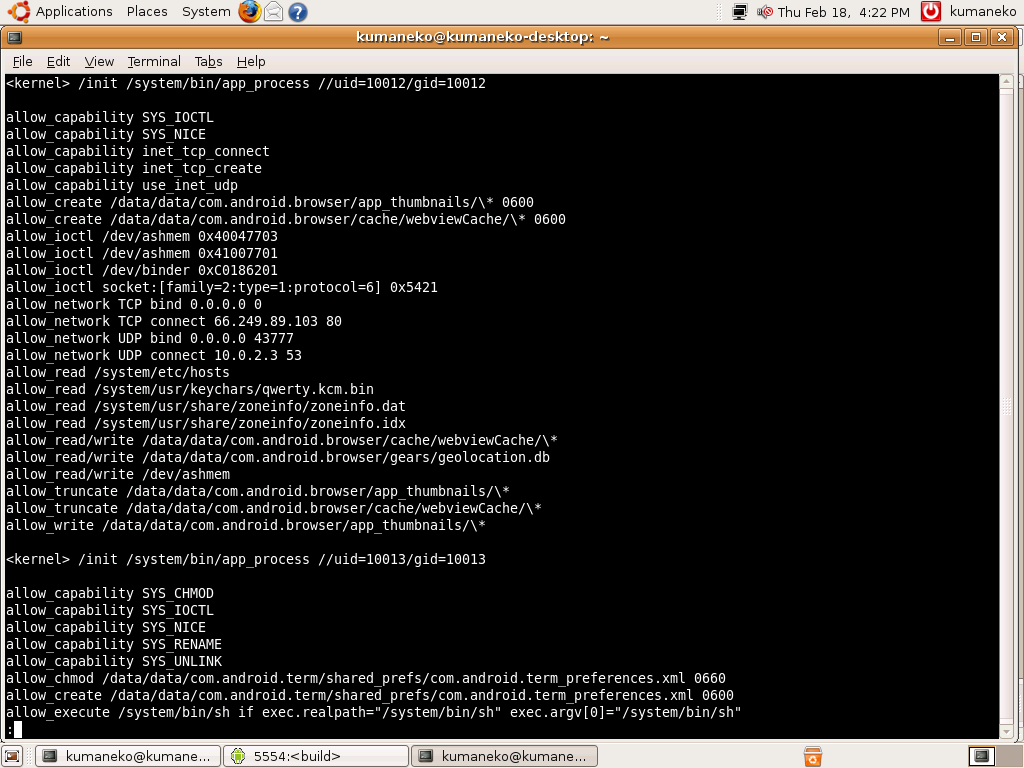 Applications Places System Thu Feb 18, 4:22 PM kumaneko
kumaneko@kumaneko-desktop: ~
File Edit View Terminal Tabs Help
<kernel> /init /system/bin/app_process //uid=10012/gid=10012
allow_capability SYS_IOCTL
allow_capability SYS_NICE
allow_capability inet_tcp_connect
allow_capability inet_tcp_create
allow_capability use_inet_udp
allow_create /data/data/com.android.browser/app_thumbnails/\* 0600
allow_create /data/data/com.android.browser/cache/webviewCache/\* 0600
allow_ioctl /dev/ashmem 0x40047703
allow_ioctl /dev/ashmem 0x41007701
allow_ioctl /dev/binder 0xC0186201
allow_ioctl socket:[family=2:type=1:protocol=6] 0x5421
allow_network TCP bind 0.0.0.0 0
allow_network TCP connect 66.249.89.103 80
allow_network UDP bind 0.0.0.0 43777
allow_network UDP connect 10.0.2.3 53
allow_read /system/etc/hosts
allow_read /system/usr/keychars/qwerty.kcm.bin
allow_read /system/usr/share/zoneinfo/zoneinfo.dat
allow_read /system/usr/share/zoneinfo/zoneinfo.idx
allow_read/write /data/data/com.android.browser/cache/webviewCache/\*
allow_read/write /data/data/com.android.browser/gears/geolocation.db
allow_read/write /dev/ashmem
allow_truncate /data/data/com.android.browser/app_thumbnails/\*
allow_truncate /data/data/com.android.browser/cache/webviewCache/\*
allow_write /data/data/com.android.browser/app_thumbnails/\*
<kernel> /init /system/bin/app_process //uid=10013/gid=10013
allow_capability SYS_CHMOD
allow_capability SYS_IOCTL
allow_capability SYS_NICE
allow_capability SYS_RENAME
allow_capability SYS_UNLINK
allow_chmod /data/data/com.android.term/shared_prefs/com.android.term_preferences.xml 0660
allow_create /data/data/com.android.term/shared_prefs/com.android.term_preferences.xml 0600
allow_execute /system/bin/sh if exec.realpath="/system/bin/sh" exec.argv[0]="/system/bin/sh"
:
kumaneko@kumane... 5554:<build> kumaneko@kumane...